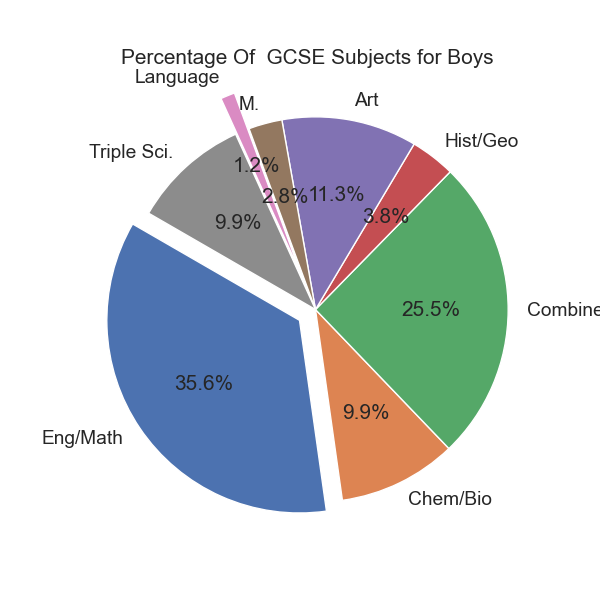 Percentage Of  GCSE Subjects for Boys
Language
M.
Art
Hist/Geo
Triple Sci.
1.2%
2.8%
11.3%
3.8%
9.9%
25.5%
Combine
35.6%
9.9%
Eng/Math
Chem/Bio